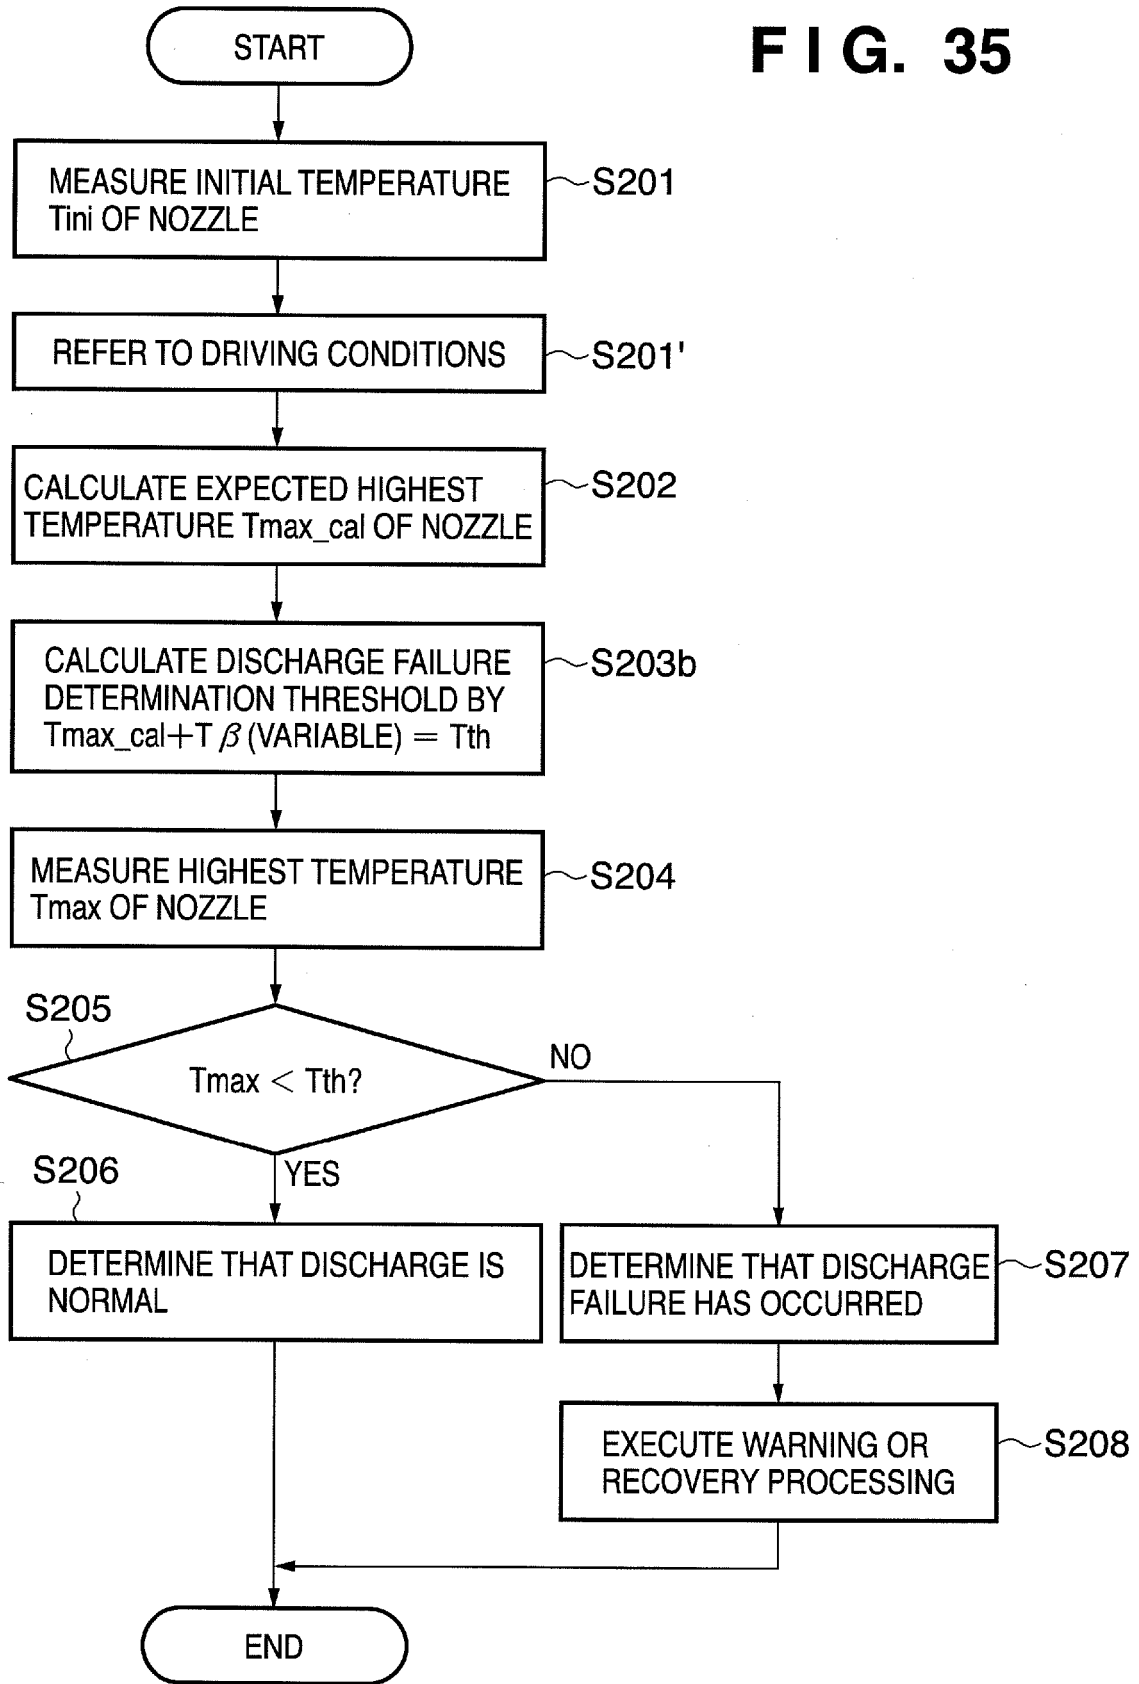 START
FIG. 35
MEASURE INITIAL TEMPERATURE
Tini OF NOZZLE
S201
REFER TO DRIVING CONDITIONS
S201'
CALCULATE EXPECTED HIGHEST
TEMPERATURE Tmax_cal OF NOZZLE
S202
CALCULATE DISCHARGE FAILURE
DETERMINATION THRESHOLD BY
Tmax_cal+T β (VARIABLE) = Tth
S203b
MEASURE HIGHEST TEMPERATURE
Tmax OF NOZZLE
S204
S205
Tmax < Tth?
NO
YES
S206
DETERMINE THAT DISCHARGE IS
NORMAL
DETERMINE THAT DISCHARGE
FAILURE HAS OCCURRED
S207
EXECUTE WARNING OR
RECOVERY PROCESSING
S208
END